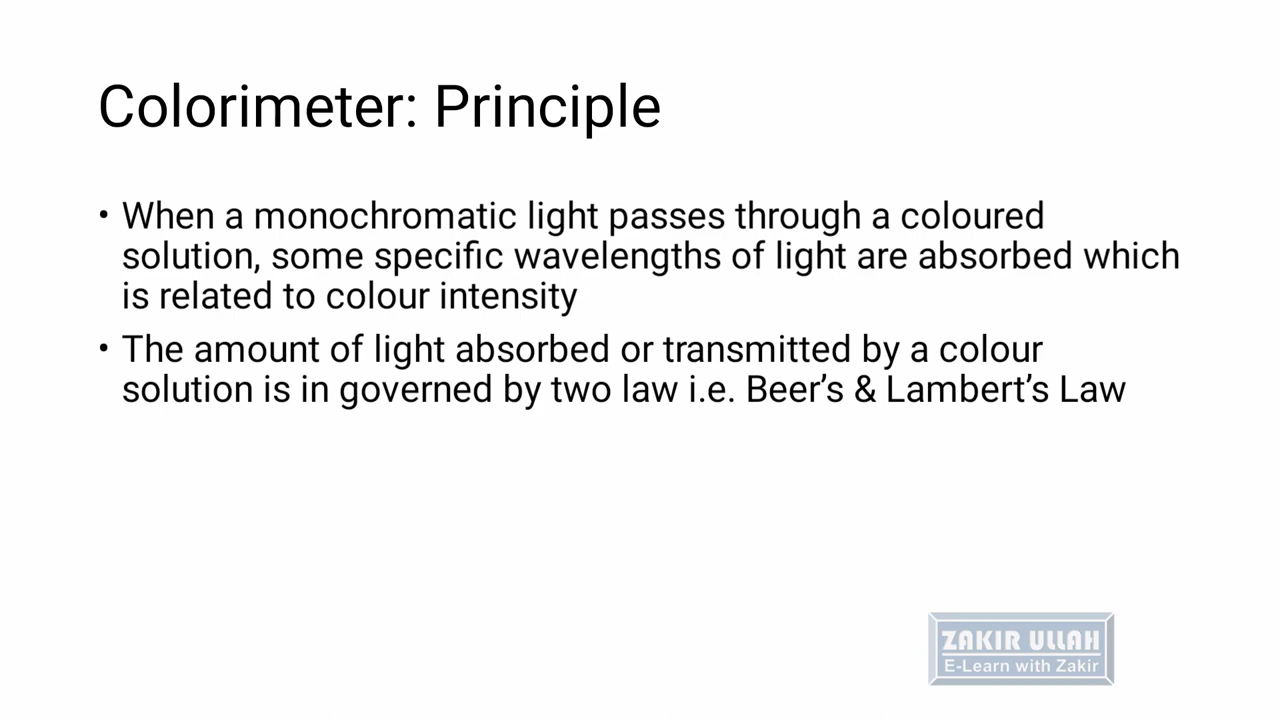 Colorimeter: Principle
• When a monochromatic light passes through a coloured
solution, some specific wavelengths of light are absorbed which
is related to colour intensity
• The amount of light absorbed or transmitted by a colour
solution is in governed by two law i.e. Beer’s & Lambert’s Law
ZAKIR ULLAH
E-Learn with Zakir